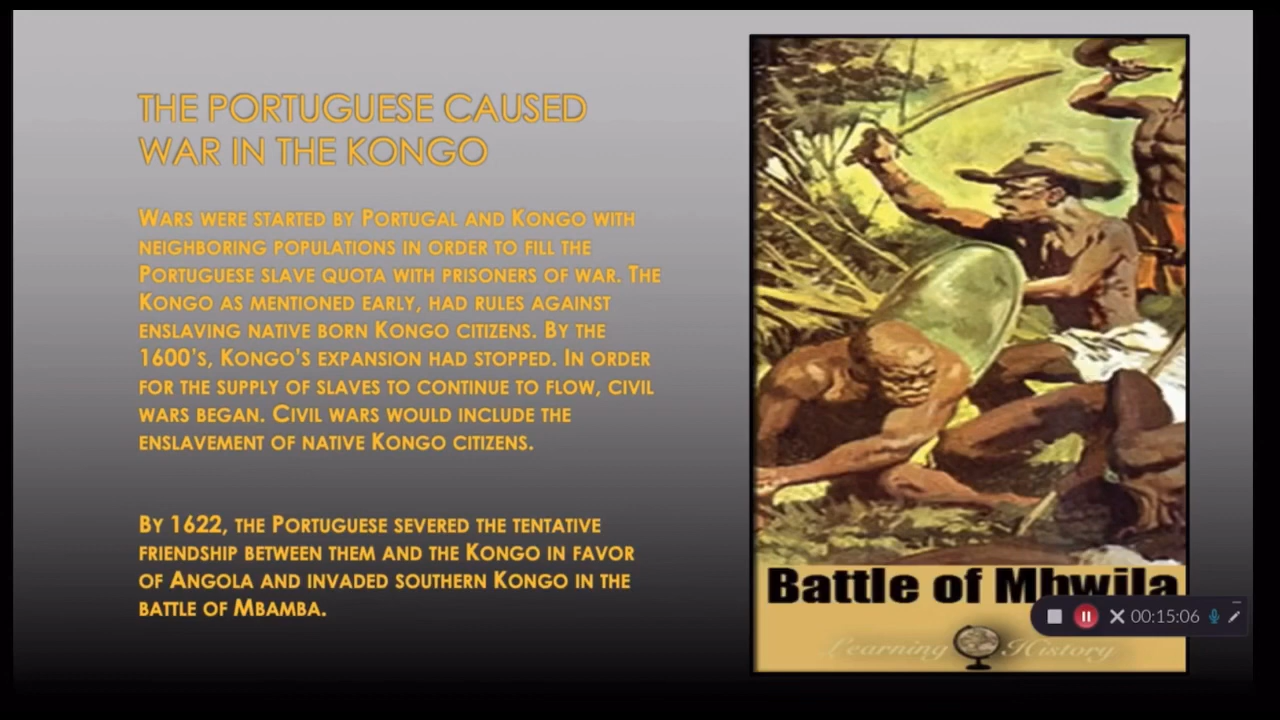 THE PORTUGUESE CAUSED
WAR IN THE KONGO
WARS WERE STARTED BY PORTUGAL AND KONGO WITH
NEIGHBORING POPULATIONS IN ORDER TO FILL THE
PORTUGUESE SLAVE QUOTA WITH PRISONERS OF WAR. THE
KONGO AS MENTIONED EARLY, HAD RULES AGAINST
ENSLAVING NATIVE BORN KONGO CITIZENS. BY THE
1600'S, KONGO'S EXPANSION HAD STOPPED. IN ORDER
FOR THE SUPPLY OF SLAVES TO CONTINUE TO FLOW, CIVIL
WARS BEGAN. CIVIL WARS WOULD INCLUDE THE
ENSLAVEMENT OF NATIVE KONGO CITIZENS.
BY 1622, THE PORTUGUESE SEVERED THE TENTATIVE
FRIENDSHIP BETWEEN THEM AND THE KONGO IN FAVOR
OF ANGOLA AND INVADED SOUTHERN KONGO IN THE
BATTLE OF MBAMBA.
Battle of Mbwila
Learning History
00:15:06